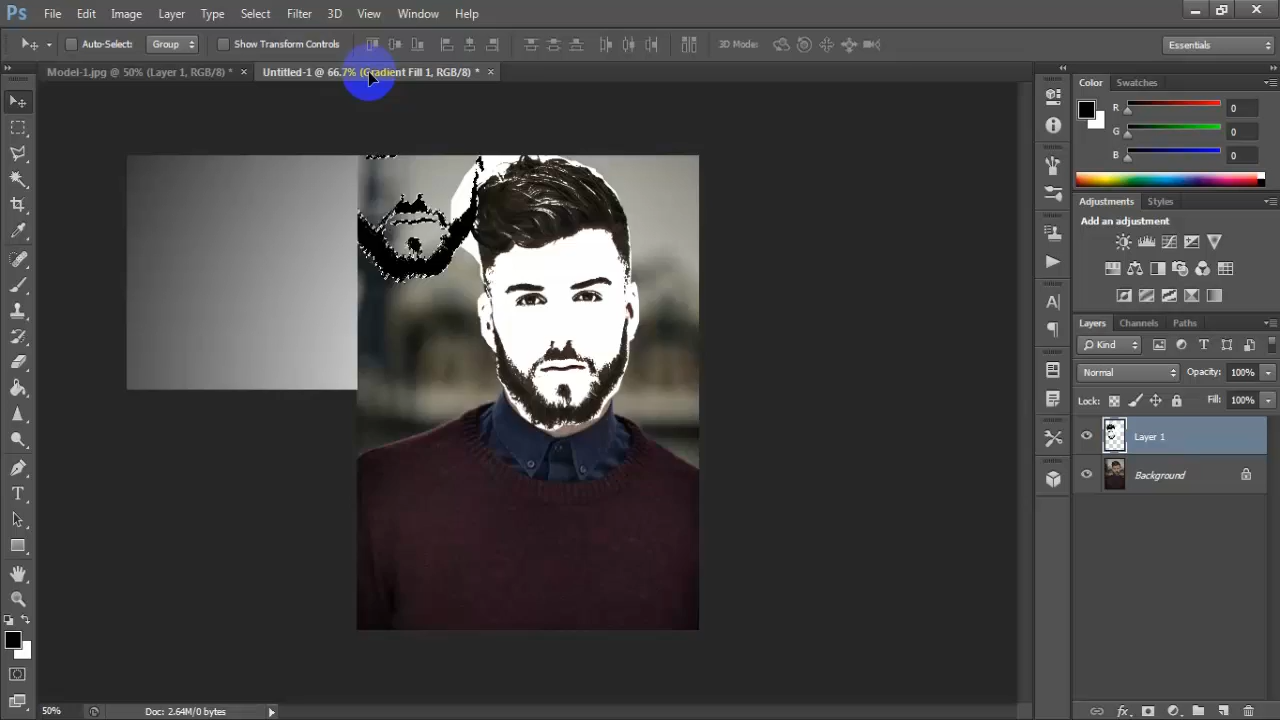 Ps File Edit Image Layer Type Select Filter 3D View Window Help
Auto-Select: Group Show Transform Controls 3D Mode: Essentials
Model-1.jpg @ 50% (Layer 1, RGB/8) * × Untitled-1 @ 66.7% (Gradient Fill 1, RGB/8) * ×
Color Swatches
R 0
G 0
B 0
Adjustments Styles
Add an adjustment
Layers Channels Paths
Kind
Normal Opacity: 100%
Lock: Fill: 100%
Layer 1
Background
50% Doc: 2.64M/0 bytes